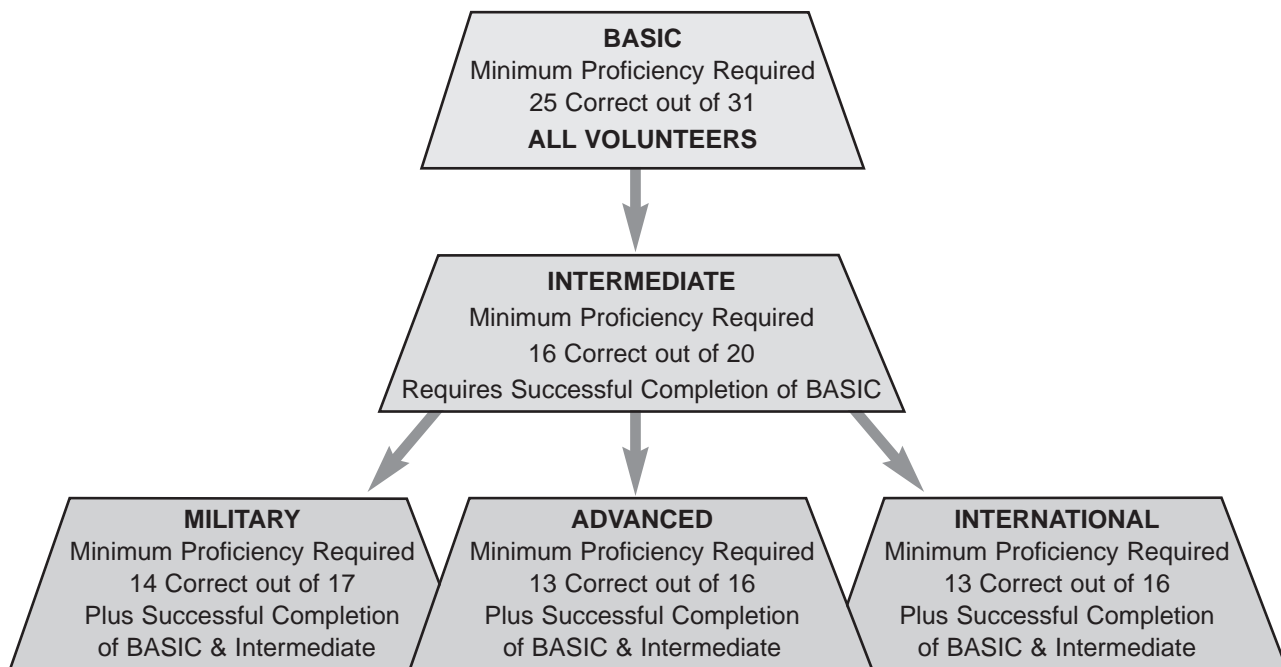 BASIC
Minimum Proficiency Required
25 Correct out of 31
ALL VOLUNTEERS
INTERMEDIATE
Minimum Proficiency Required
16 Correct out of 20
Requires Successful Completion of BASIC
MILITARY
Minimum Proficiency Required
14 Correct out of 17
Plus Successful Completion
of BASIC & Intermediate
ADVANCED
Minimum Proficiency Required
13 Correct out of 16
Plus Successful Completion
of BASIC & Intermediate
INTERNATIONAL
Minimum Proficiency Required
13 Correct out of 16
Plus Successful Completion
of BASIC & Intermediate